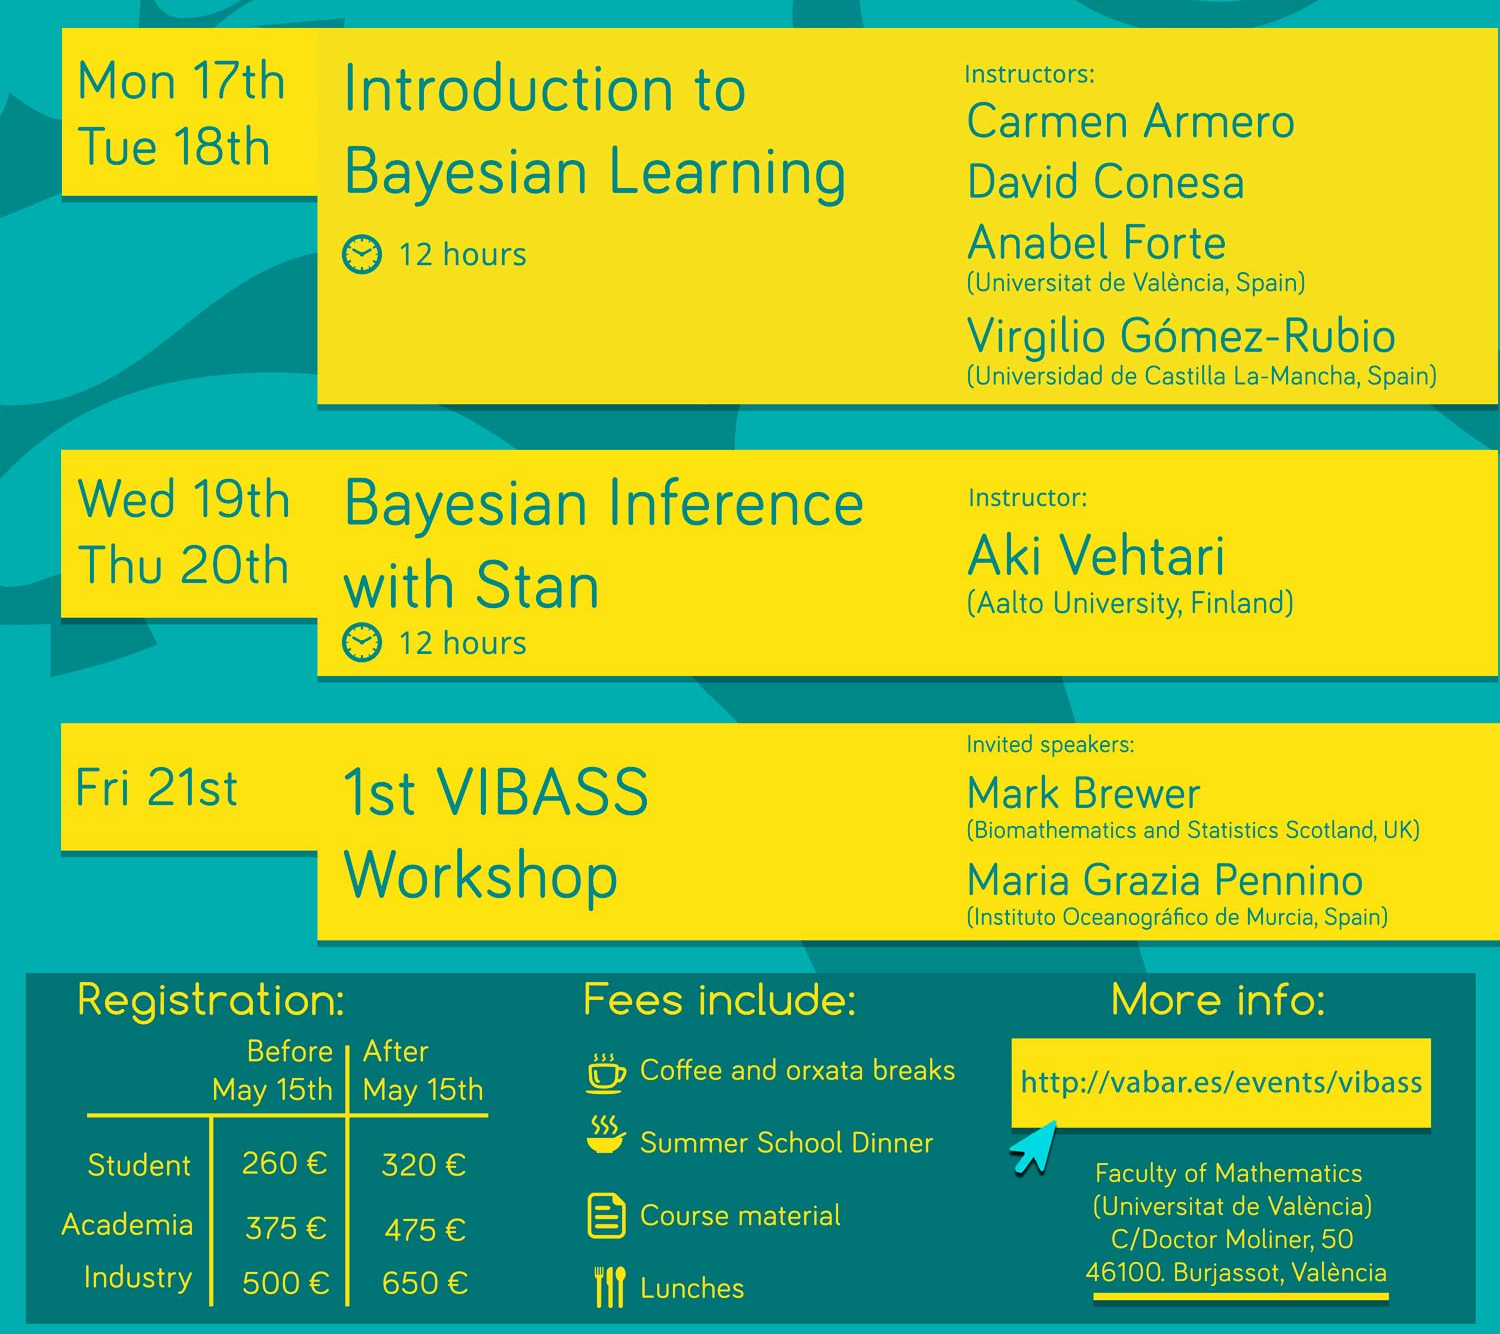 Mon 17th
Tue 18th
Introduction to
Bayesian Learning
12 hours
Instructors:
Carmen Armero
David Conesa
Anabel Forte
(Universitat de València, Spain)
Virgilio Gómez-Rubio
(Universidad de Castilla La-Mancha, Spain)
Wed 19th
Thu 20th
Bayesian Inference
with Stan
12 hours
Instructor:
Aki Vehtari
(Aalto University, Finland)
Fri 21st
1st VIBASS
Workshop
Invited speakers:
Mark Brewer
(Biomathematics and Statistics Scotland, UK)
Maria Grazia Pennino
(Instituto Oceanográfico de Murcia, Spain)
Registration:
Before After
May 15th May 15th
Student 260 € 320 €
Academia 375 € 475 €
Industry 500 € 650 €
Fees include:
Coffee and orxata breaks
Summer School Dinner
Course material
Lunches
More info:
http://vabar.es/events/vibass
Faculty of Mathematics
(Universitat de València)
C/Doctor Moliner, 50
46100. Burjassot, València